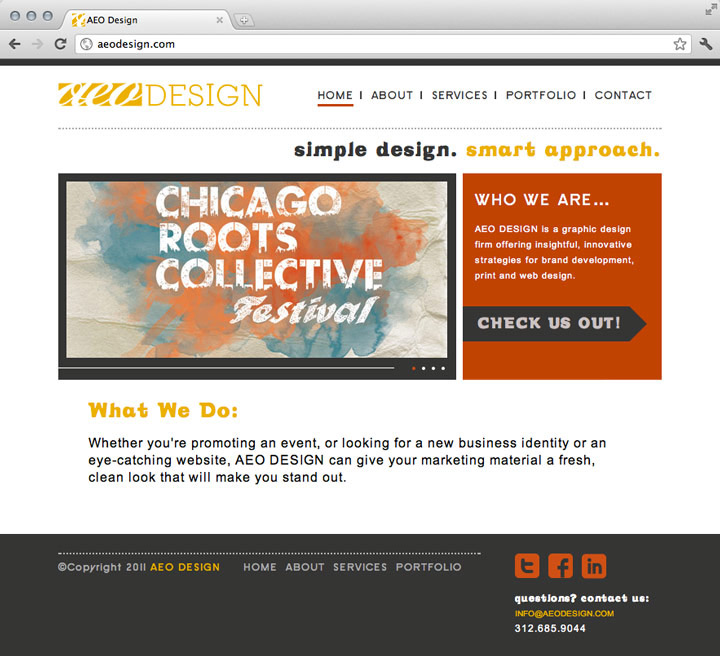 AEO Design
aeodesign.com
aeo DESIGN
HOME I ABOUT I SERVICES I PORTFOLIO I CONTACT
simple design. smart approach.
CHICAGO
ROOTS
COLLECTIVE
Festival
WHO WE ARE...
AEO DESIGN is a graphic design
firm offering insightful, innovative
strategies for brand development,
print and web design.
CHECK US OUT!
What We Do:
Whether you're promoting an event, or looking for a new business identity or an
eye-catching website, AEO DESIGN can give your marketing material a fresh,
clean look that will make you stand out.
©Copyright 2011 AEO DESIGN HOME ABOUT SERVICES PORTFOLIO
questions? contact us:
INFO@AEODESIGN.COM
312.685.9044